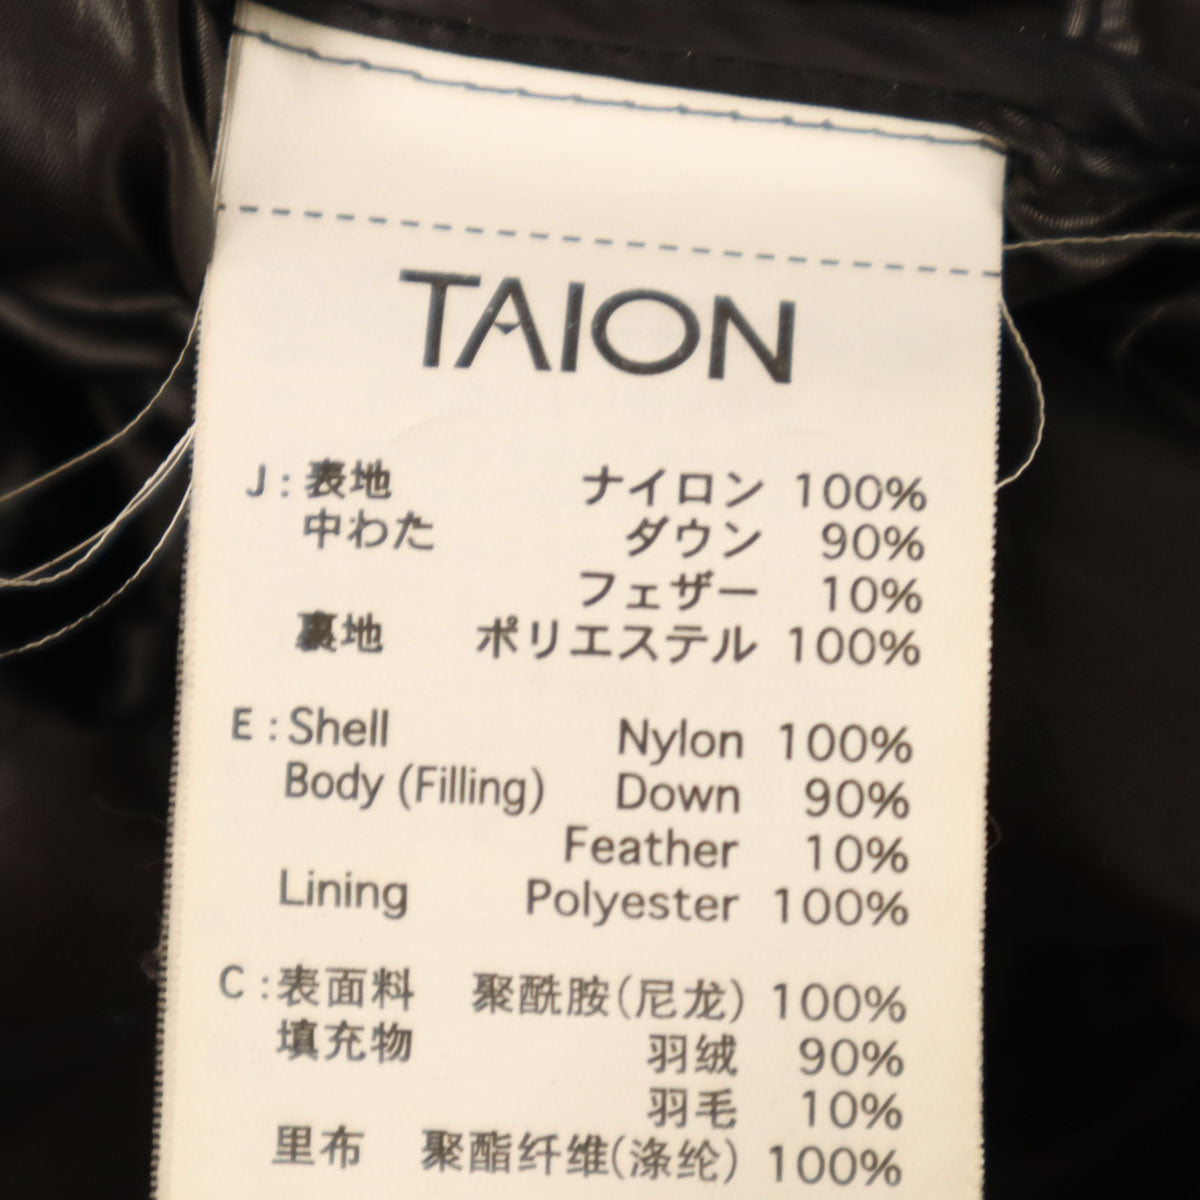 TAION
J : 表地 ナイロン 100%
中わた ダウン 90%
フェザー 10%
裏地 ポリエステル 100%
E : Shell Nylon 100%
Body (Filling) Down 90%
Feather 10%
Lining Polyester 100%
C : 表面料 聚酰胺(尼龙) 100%
填充物 羽绒 90%
羽毛 10%
里布 聚酯纤维(涤纶) 100%